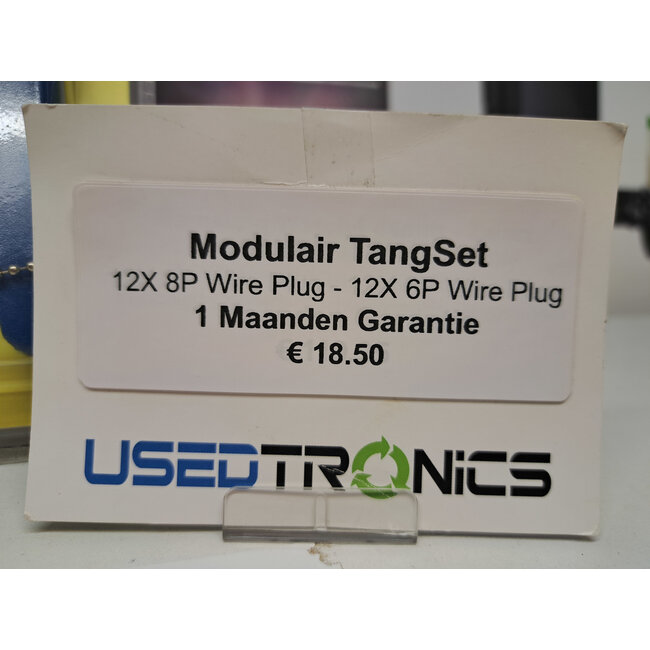 Modulair TangSet
12X 8P Wire Plug - 12X 6P Wire Plug
1 Maanden Garantie
€ 18.50
USEDTRONiCS